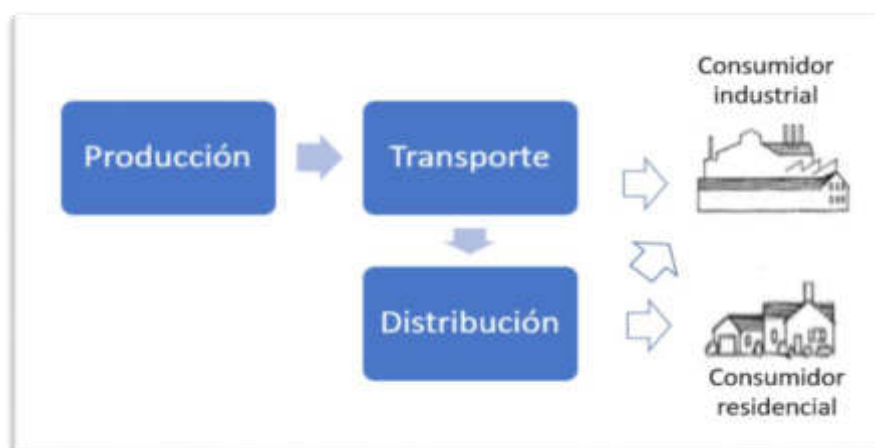 Consumidor
industrial
Producción
Transporte
Distribución
Consumidor
residencial